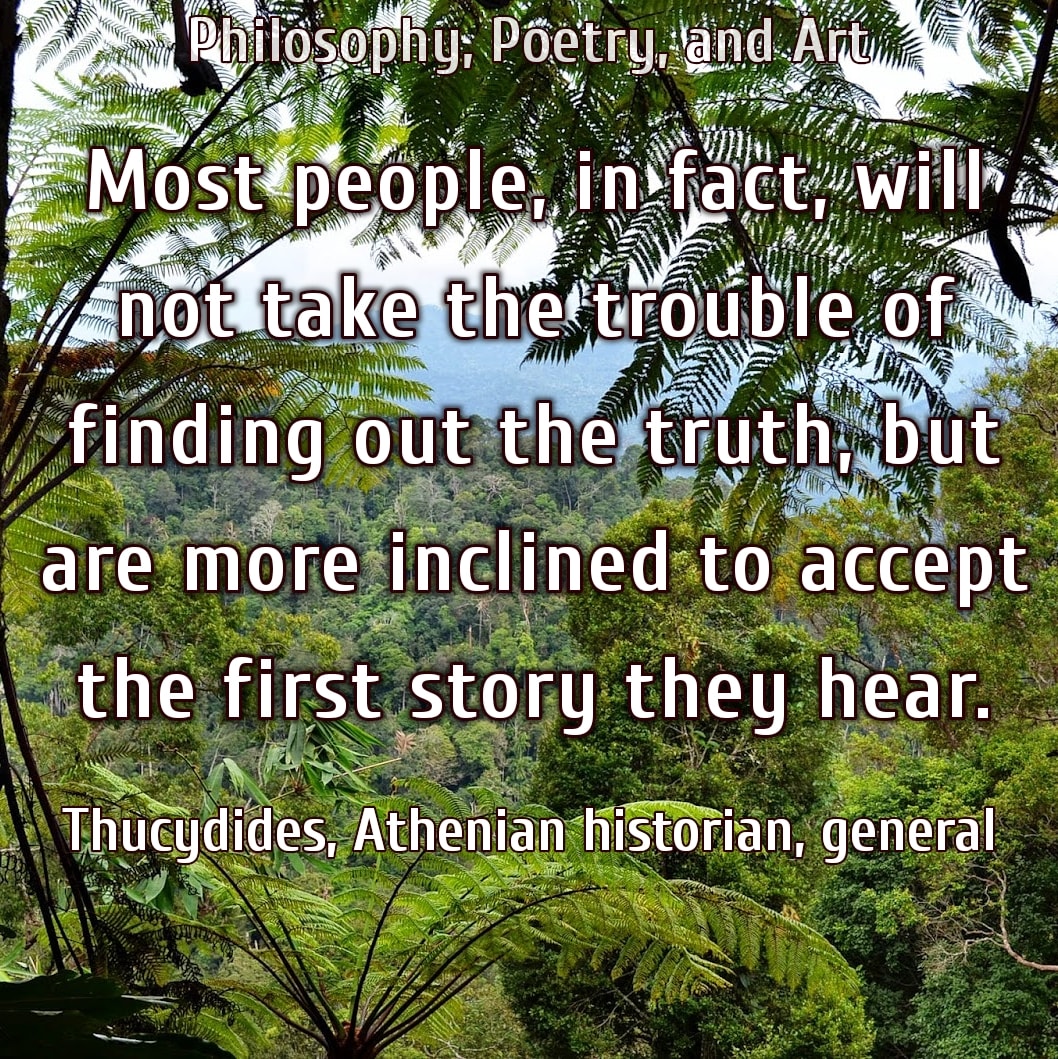 Philosophy, Poetry, and Art
Most people, in fact, will
not take the trouble of
finding out the truth, but
are more inclined to accept
the first story they hear.
Thucydides, Athenian historian, general